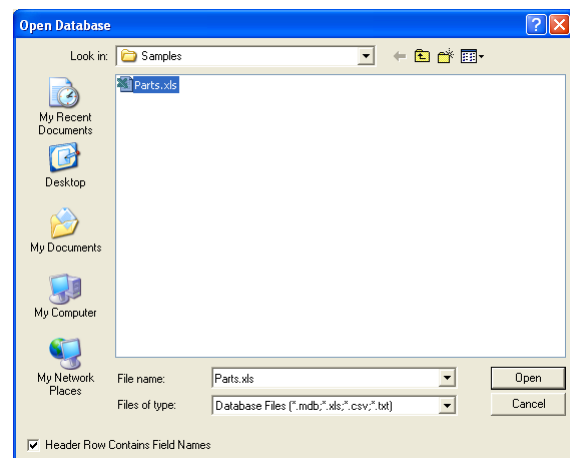 Open Database
Look in:
Samples
Parts.xls
My Recent
Documents
Desktop
My Documents
My Computer
My Network
Places
File name:
Parts.xls
Open
Files of type:
Database Files (*.mdb;*.xls;*.csv;*.txt)
Cancel
Header Row Contains Field Names